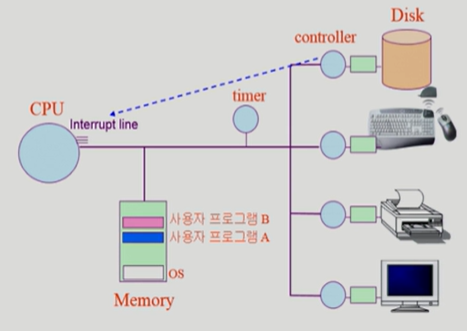 Disk
controller
timer
CPU
Interrupt line
사용자 프로그램 B
사용자 프로그램 A
OS
Memory